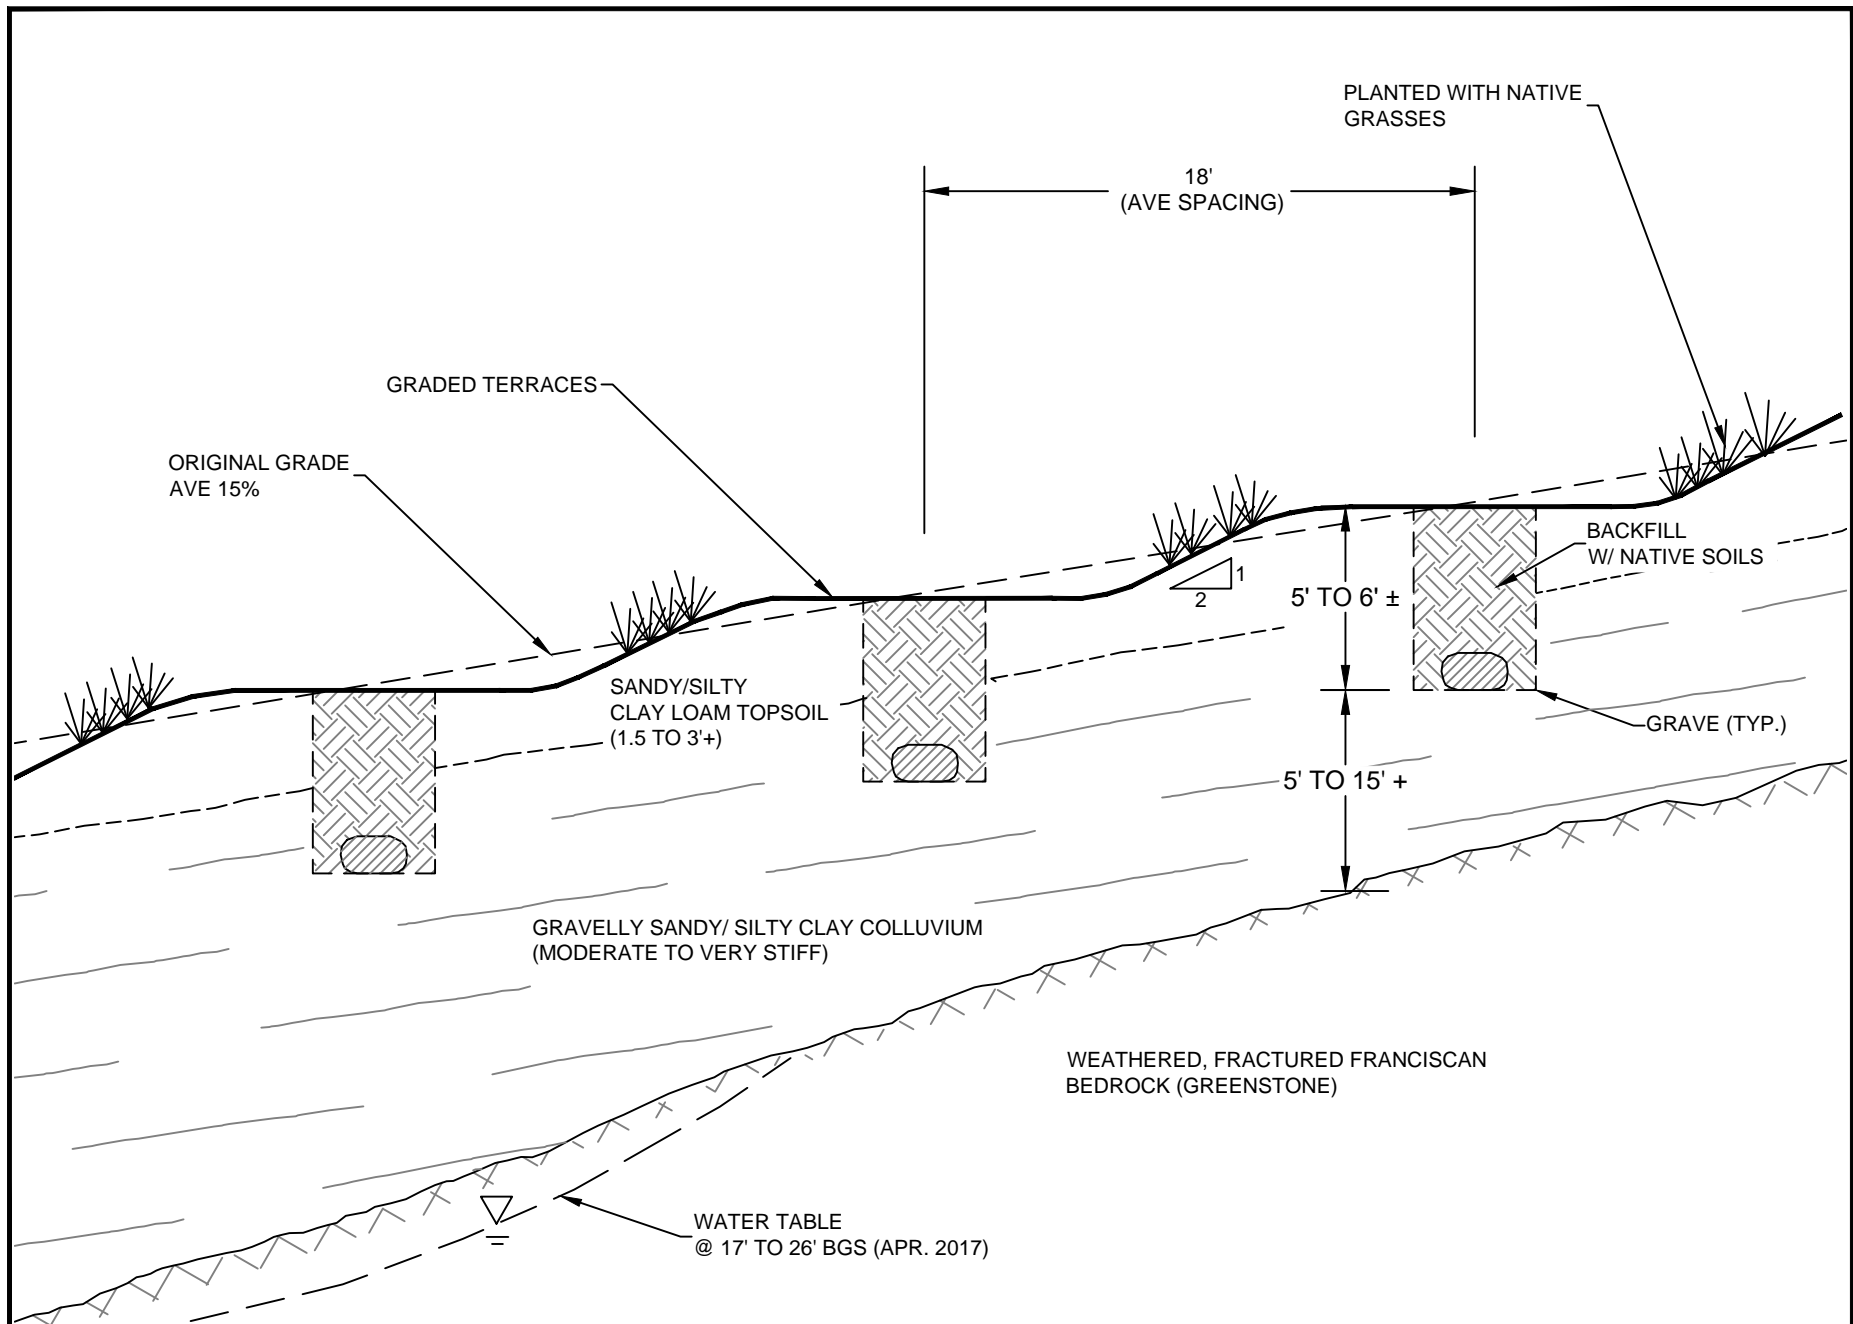 PLANTED WITH NATIVE
GRASSES
18'
(AVE SPACING)
GRADED TERRACES
ORIGINAL GRADE
AVE 15%
BACKFILL
W/ NATIVE SOILS
1
2
5' TO 6' ±
SANDY/SILTY
CLAY LOAM TOPSOIL
(1.5 TO 3'+)
GRAVE (TYP.)
5' TO 15' +
GRAVELLY SANDY/ SILTY CLAY COLLUVIUM
(MODERATE TO VERY STIFF)
WEATHERED, FRACTURED FRANCISCAN
BEDROCK (GREENSTONE)
WATER TABLE
@ 17' TO 26' BGS (APR. 2017)